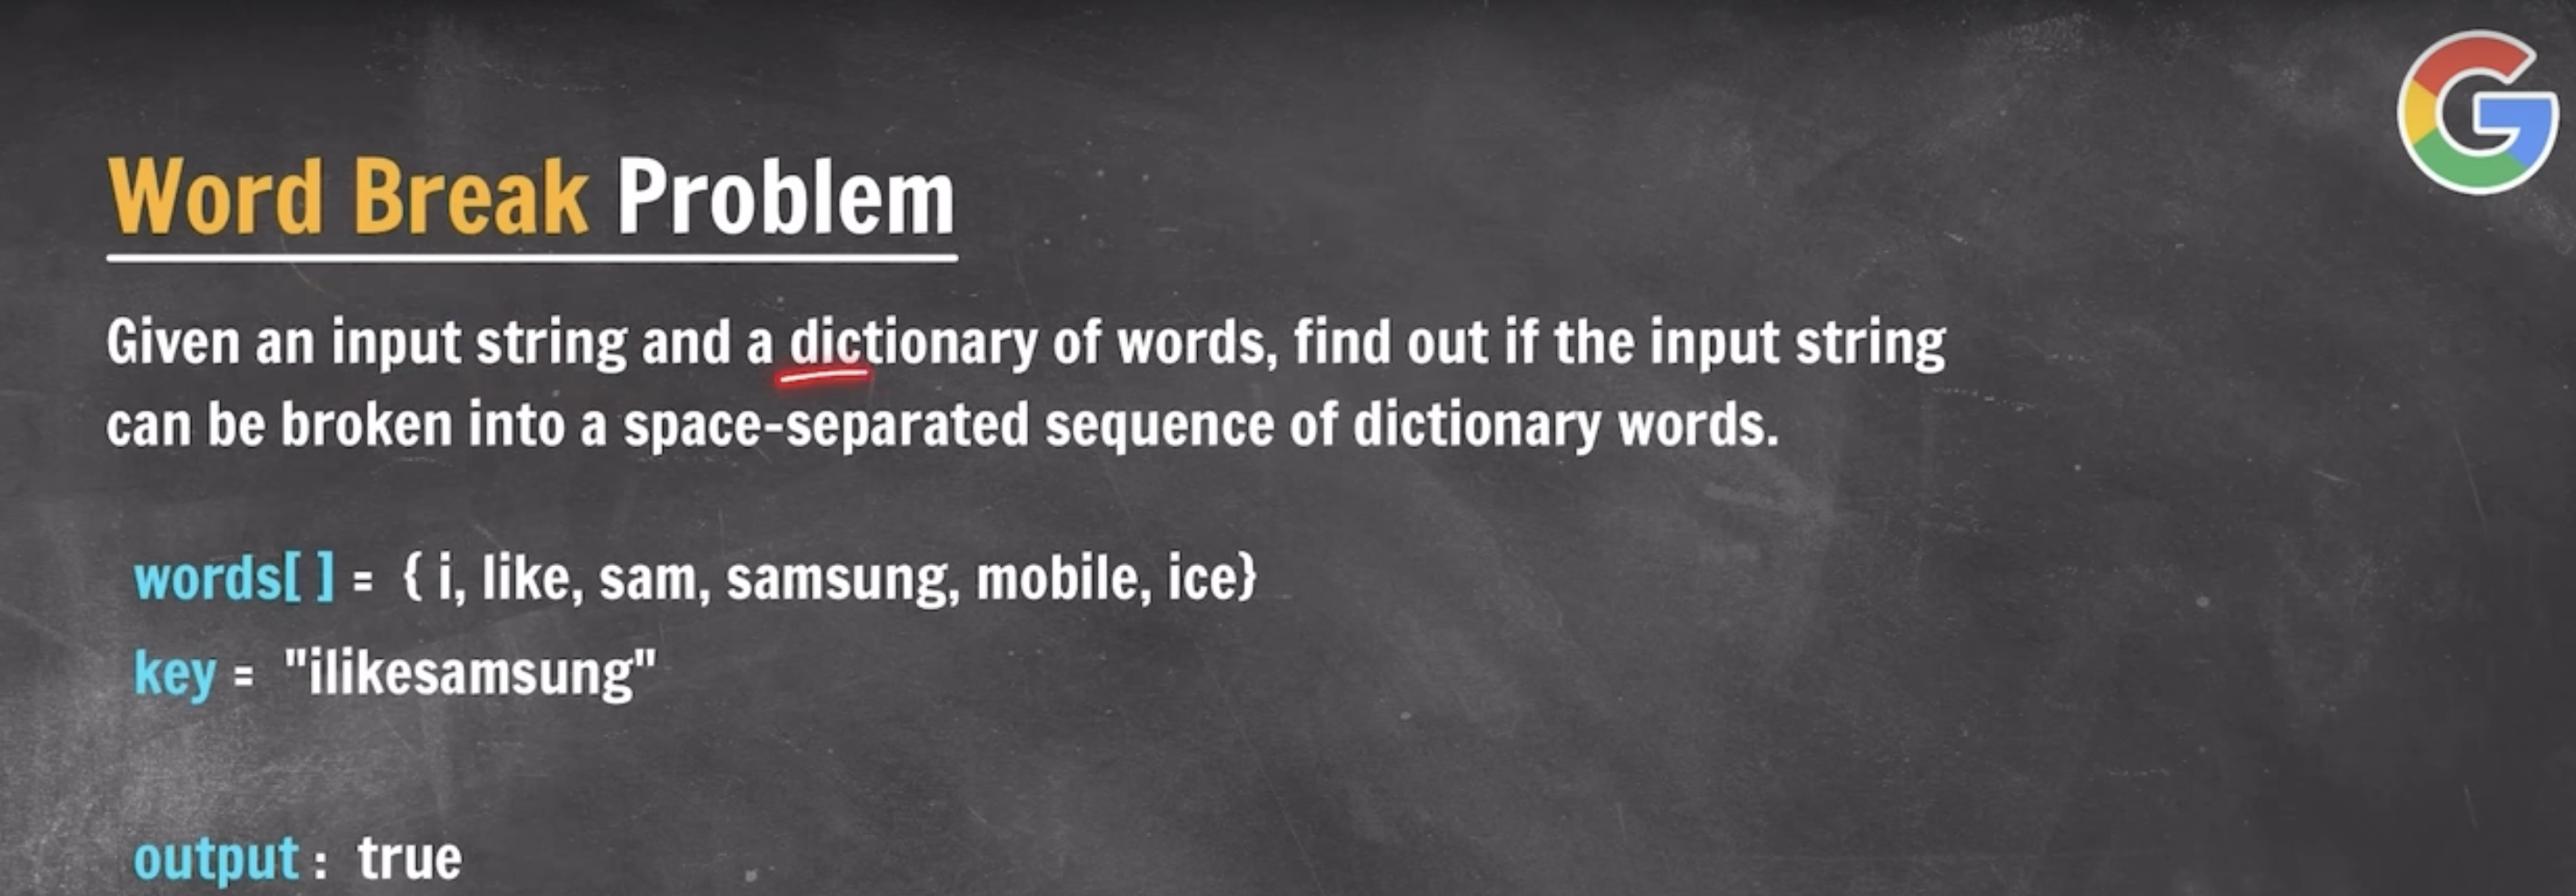 Word Break Problem
Given an input string and a dictionary of words, find out if the input string
can be broken into a space-separated sequence of dictionary words.
words[ ] = { i, like, sam, samsung, mobile, ice}
key = "ilikesamsung"
output : true